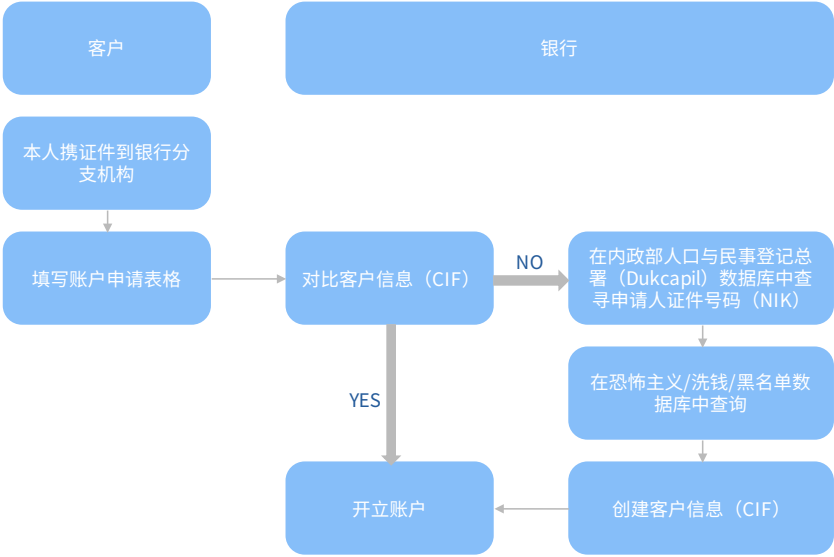 客户
银行
本人携证件到银行分
支机构
填写账户申请表格
对比客户信息（CIF）
NO
在内政部人口与民事登记总
署（Dukcapil）数据库中查
寻申请人证件号码（NIK）
YES
在恐怖主义/洗钱/黑名单数
据库中查询
开立账户
创建客户信息（CIF）